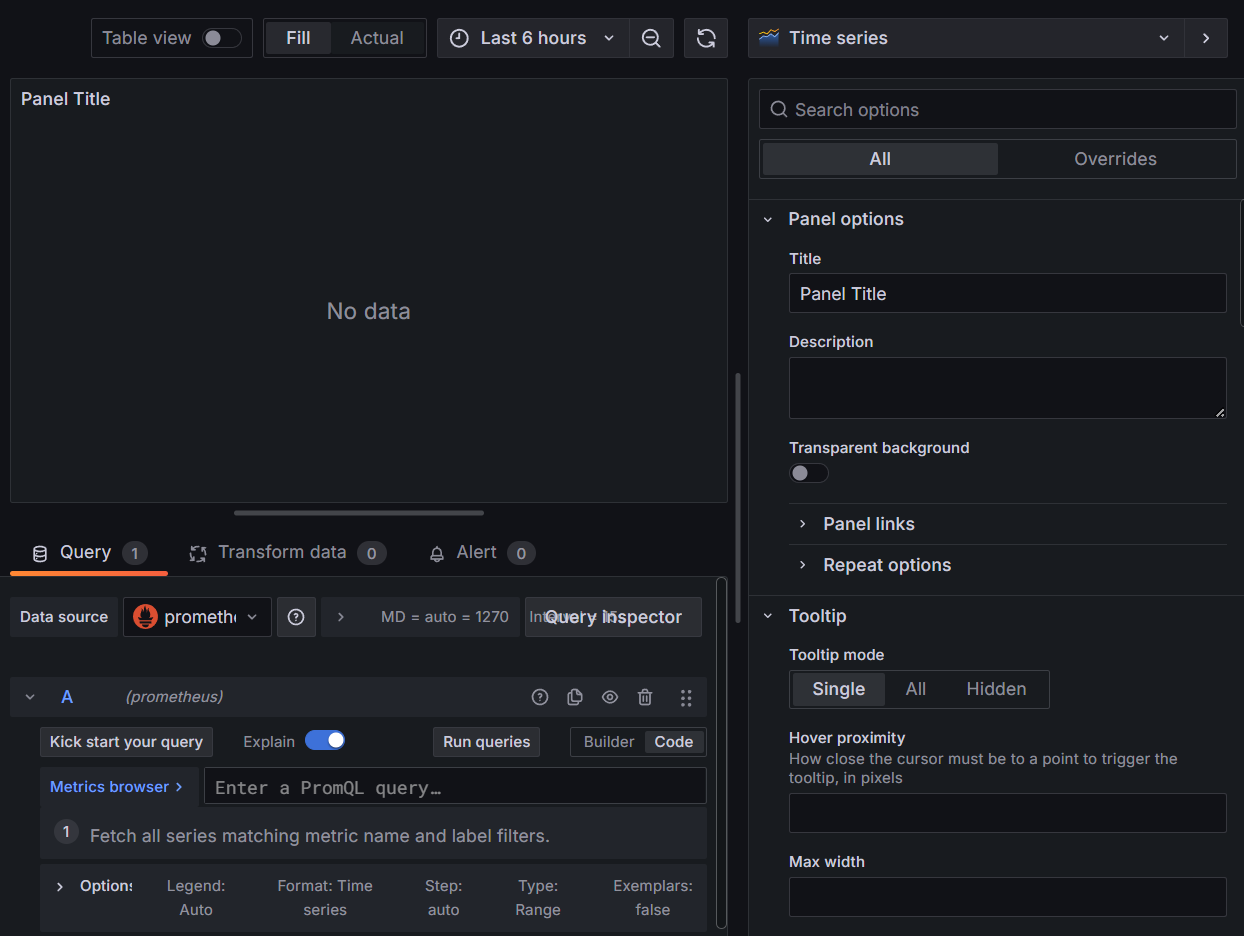 Table view
Fill
Actual
Last 6 hours
Time series
Panel Title
No data
Search options
All
Overrides
Panel options
Title
Panel Title
Description
Transparent background
Panel links
Repeat options
Tooltip
Tooltip mode
Single
All
Hidden
Hover proximity
How close the cursor must be to a point to trigger the
tooltip, in pixels
Max width
Query 1
Transform data 0
Alert 0
Data source
MD = auto = 1270
Query inspector
A
(prometheus)
Kick start your query
Explain
Run queries
Builder
Code
Metrics browser >
Enter a PromQL query…
1
Fetch all series matching metric name and label filters.
Options
Legend:
Auto
Format: Time
series
Step:
auto
Type:
Range
Exemplars:
false